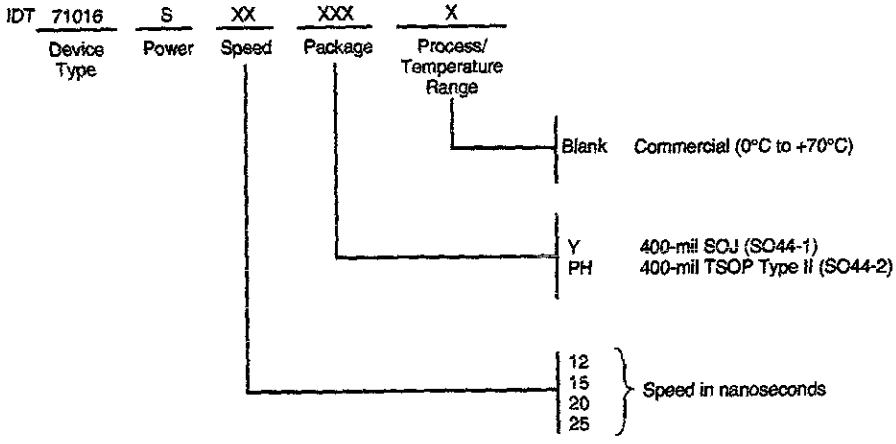 IDT 71016 S XX XXX X
Device Type Power Speed Package Process/ Temperature Range
Blank Commercial (0°C to +70°C)
Y 400-mil SOJ (SO44-1)
PH 400-mil TSOP Type II (SO44-2)
12
15
20
25
Speed in nanoseconds